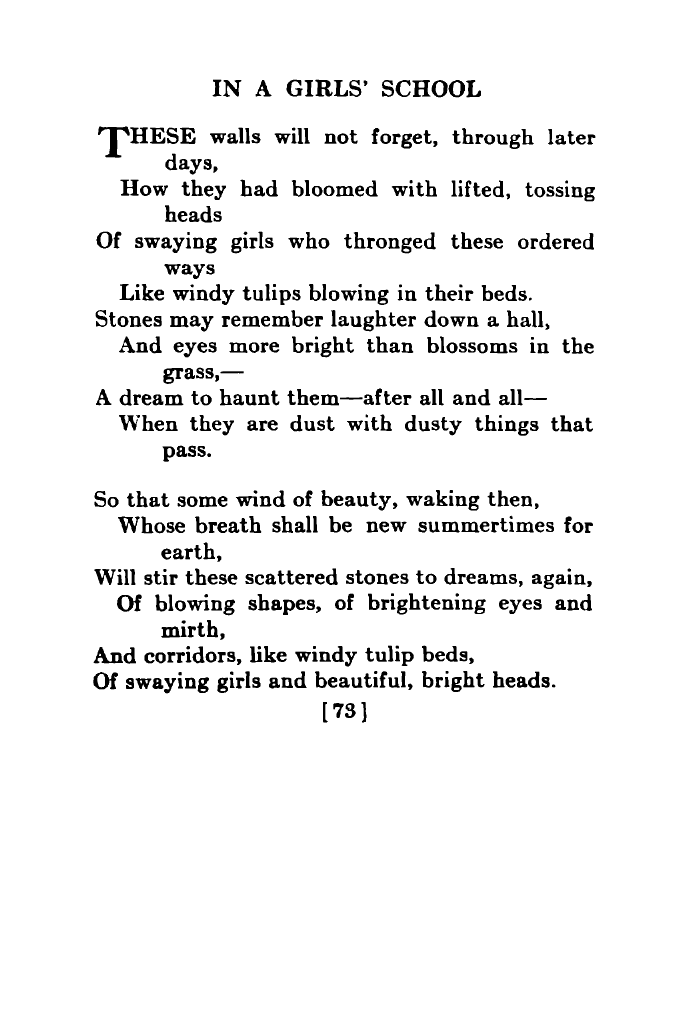 IN A GIRLS' SCHOOL
THESE walls will not forget, through later
days,
How they had bloomed with lifted, tossing
heads
Of swaying girls who thronged these ordered
ways
Like windy tulips blowing in their beds.
Stones may remember laughter down a hall,
And eyes more bright than blossoms in the
grass,—
A dream to haunt them—after all and all—
When they are dust with dusty things that
pass.
So that some wind of beauty, waking then,
Whose breath shall be new summertimes for
earth,
Will stir these scattered stones to dreams, again,
Of blowing shapes, of brightening eyes and
mirth,
And corridors, like windy tulip beds,
Of swaying girls and beautiful, bright heads.
[73]